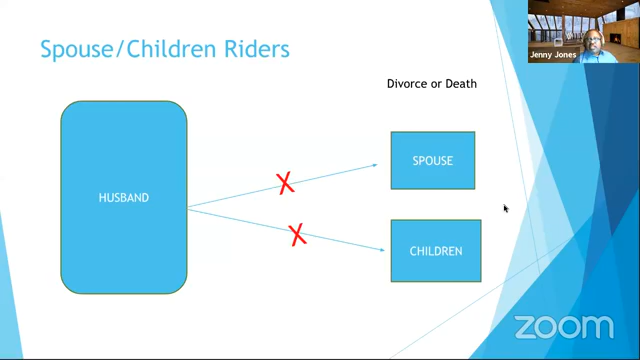 Spouse/Children Riders
Jenny Jones
Divorce or Death
HUSBAND
X
SPOUSE
X
CHILDREN
zoom